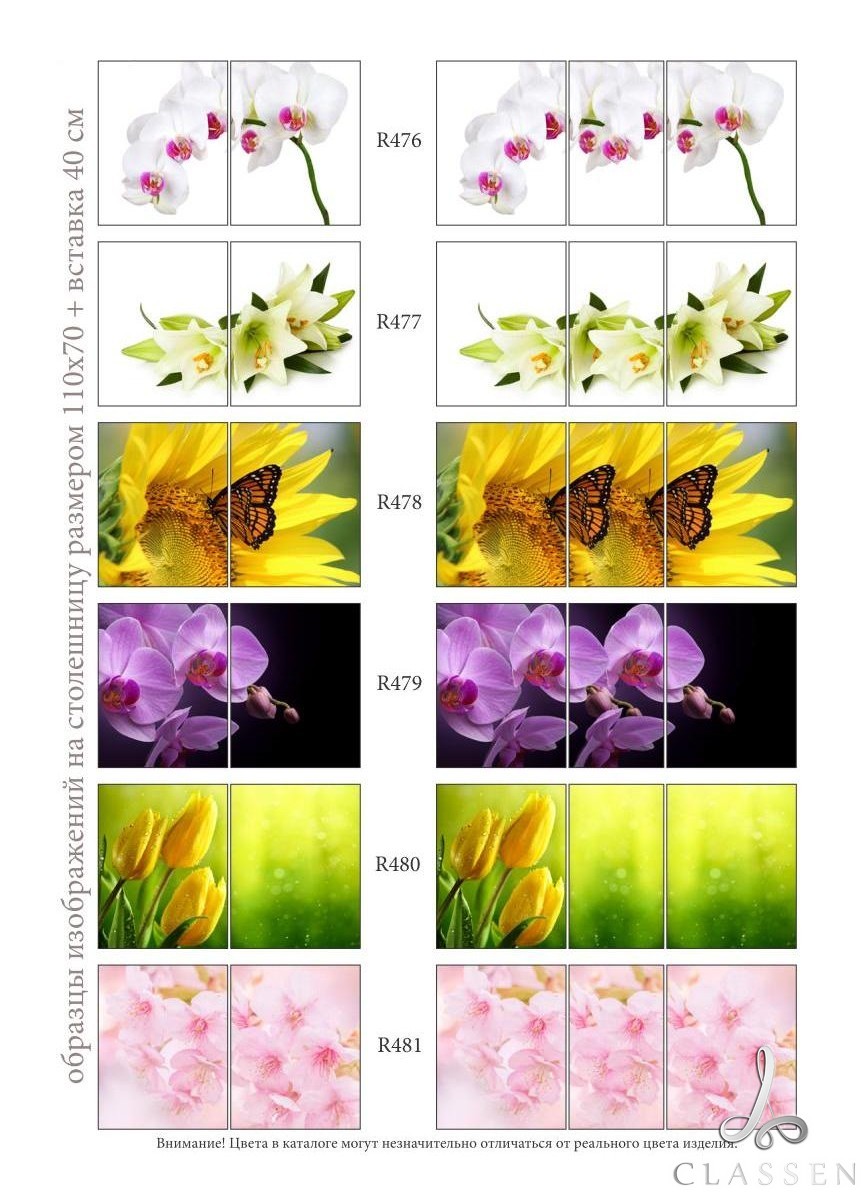 образцы изображений на столешницу размером 110x70 + вставка 40 см
R476
R477
R478
R479
R480
R481
Внимание! Цвета в каталоге могут незначительно отличаться от реального цвета изделия.
CLASSEN